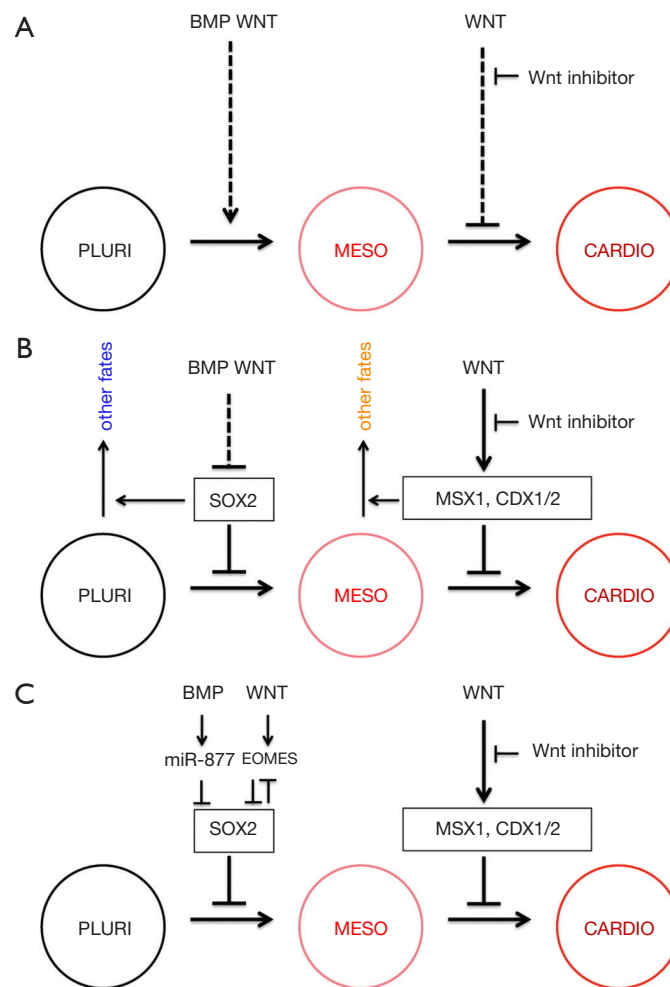 A
BMP WNT
WNT
Wnt inhibitor
PLURI
MESO
CARDIO
B
other fates
BMP WNT
other fates
WNT
Wnt inhibitor
SOX2
MSX1, CDX1/2
PLURI
MESO
CARDIO
C
BMP
WNT
WNT
miR-877
EOMES
Wnt inhibitor
SOX2
MSX1, CDX1/2
PLURI
MESO
CARDIO